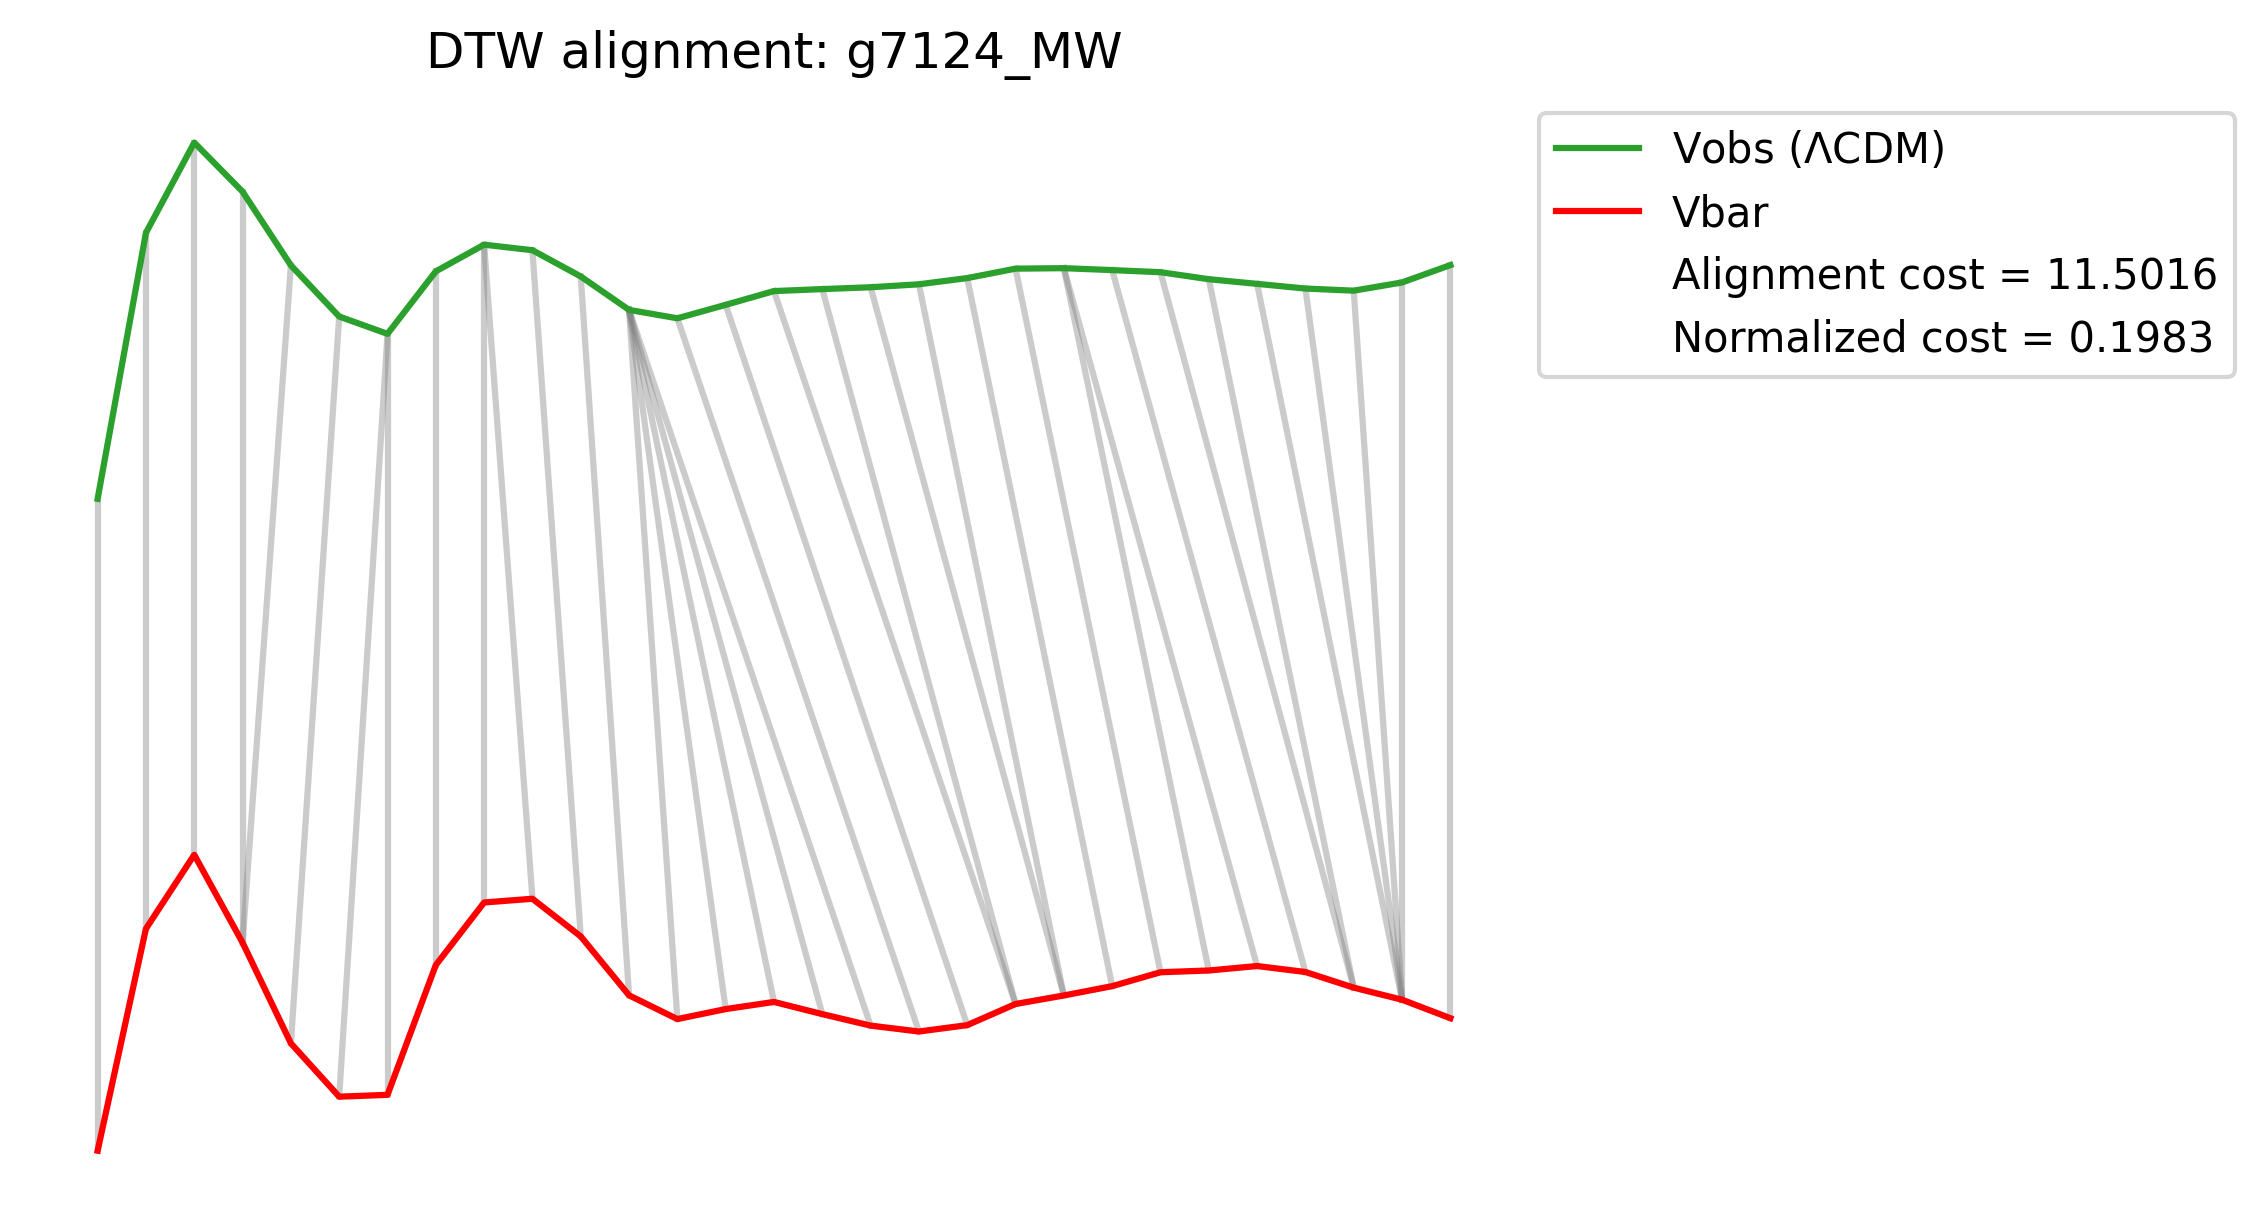 DTW alignment: g7124_MW
Vobs (ΛCDM)
Vbar
Alignment cost = 11.5016
Normalized cost = 0.1983